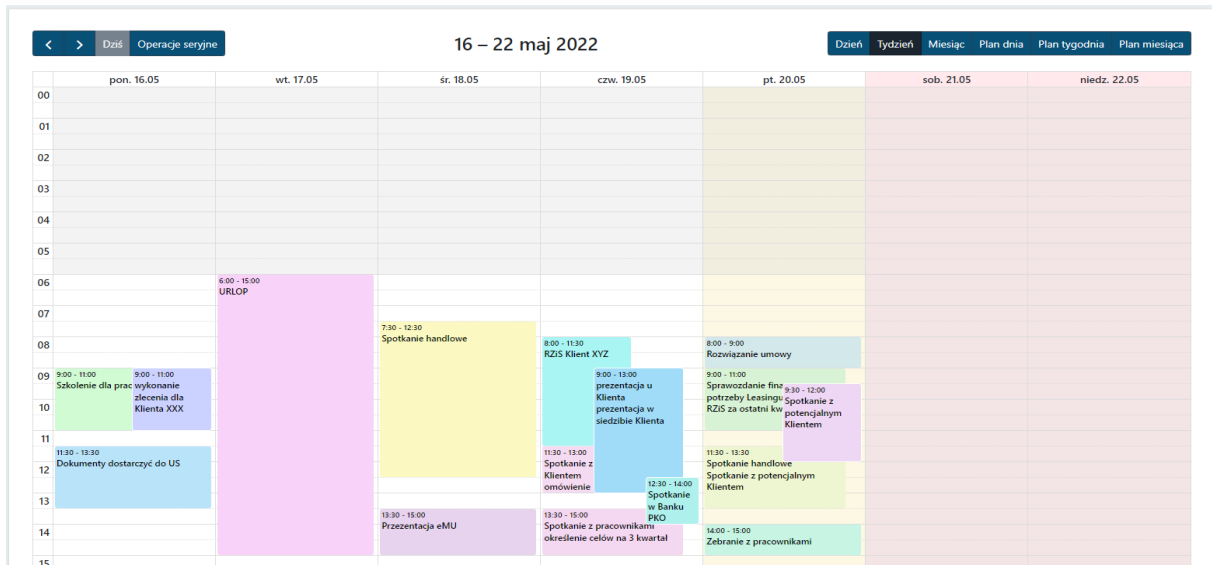 Dziś Operacje seryjne
16 – 22 maj 2022
Dzień Tydzień Miesiąc Plan dnia Plan tygodnia Plan miesiąca
pon. 16.05 wt. 17.05 śr. 18.05 czw. 19.05 pt. 20.05 sob. 21.05 niedz. 22.05
00
01
02
03
04
05
06
07
08
09
10
11
12
13
14
15
9:00 - 11:00
Szkolenie dla prac
9:00 - 11:00
wykonanie
zlecenia dla
Klienta XXX
11:30 - 13:30
Dokumenty dostarczyć do US
6:00 - 15:00
URLOP
7:30 - 12:30
Spotkanie handlowe
13:30 - 15:00
Przezentacja eMU
8:00 - 11:30
RZiS Klient XYZ
9:00 - 13:00
prezentacja u
Klienta
prezentacja w
siedzibie Klienta
11:30 - 13:00
Spotkanie z
Klientem
omówienie
12:30 - 14:00
Spotkanie
w Banku
PKO
13:30 - 15:00
Spotkanie z pracownikami
określenie celów na 3 kwartał
8:00 - 9:00
Rozwiązanie umowy
9:00 - 11:00
Sprawozdanie fina
potrzeby Leasingu
RZiS za ostatni kw
9:30 - 12:00
Spotkanie z
potencjalnym
Klientem
11:30 - 13:30
Spotkanie handlowe
Spotkanie z potencjalnym
Klientem
14:00 - 15:00
Zebranie z pracownikami